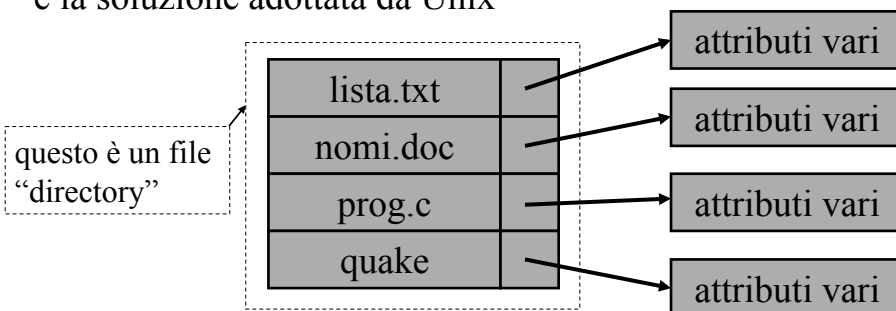 è la soluzione adottata da Unix
questo è un file
“directory”
lista.txt
nomi.doc
prog.c
quake
attributi vari
attributi vari
attributi vari
attributi vari